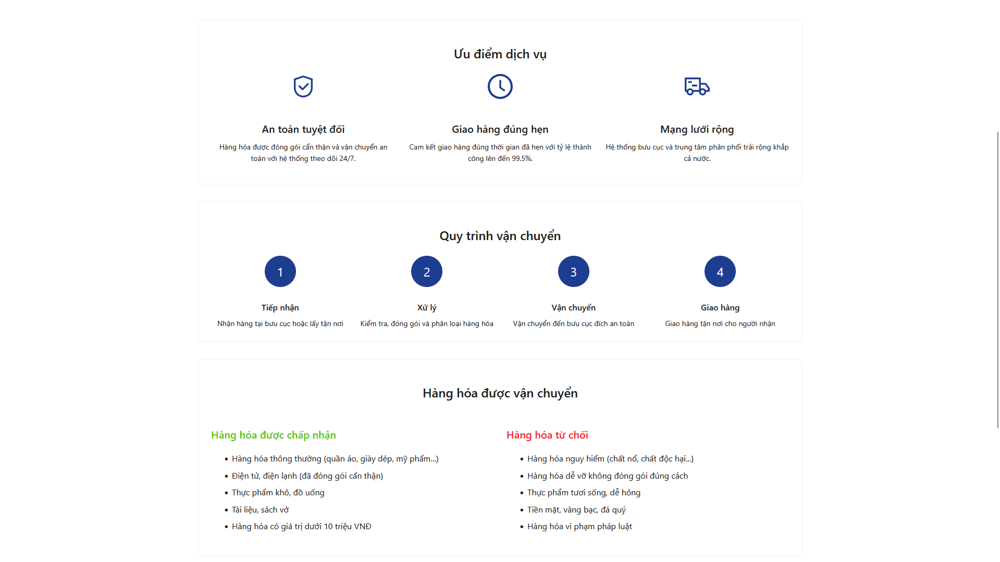 Ưu điểm dịch vụ
An toàn tuyệt đối
Hàng hóa được đóng gói cẩn thận và vận chuyển an
toàn với hệ thống theo dõi 24/7.
Giao hàng đúng hẹn
Cam kết giao hàng đúng thời gian đã hẹn với tỷ lệ thành
công lên đến 99.5%.
Mạng lưới rộng
Hệ thống bưu cục và trung tâm phân phối trải rộng khắp
cả nước.
Quy trình vận chuyển
1
Tiếp nhận
Nhận hàng tại bưu cục hoặc lấy tận nơi
2
Xử lý
Kiểm tra, đóng gói và phân loại hàng hóa
3
Vận chuyển
Vận chuyển đến bưu cục đích an toàn
4
Giao hàng
Giao hàng tận nơi cho người nhận
Hàng hóa được vận chuyển
Hàng hóa được chấp nhận
• Hàng hóa thông thường (quần áo, giày dép, mỹ phẩm...)
• Điện tử, điện lạnh (đã đóng gói cẩn thận)
• Thực phẩm khô, đồ uống
• Tài liệu, sách vở
• Hàng hóa có giá trị dưới 10 triệu VNĐ
Hàng hóa từ chối
• Hàng hóa nguy hiểm (chất nổ, chất độc hại...)
• Hàng hóa dễ vỡ không đóng gói đúng cách
• Thực phẩm tươi sống, dễ hỏng
• Tiền mặt, vàng bạc, đá quý
• Hàng hóa vi phạm pháp luật